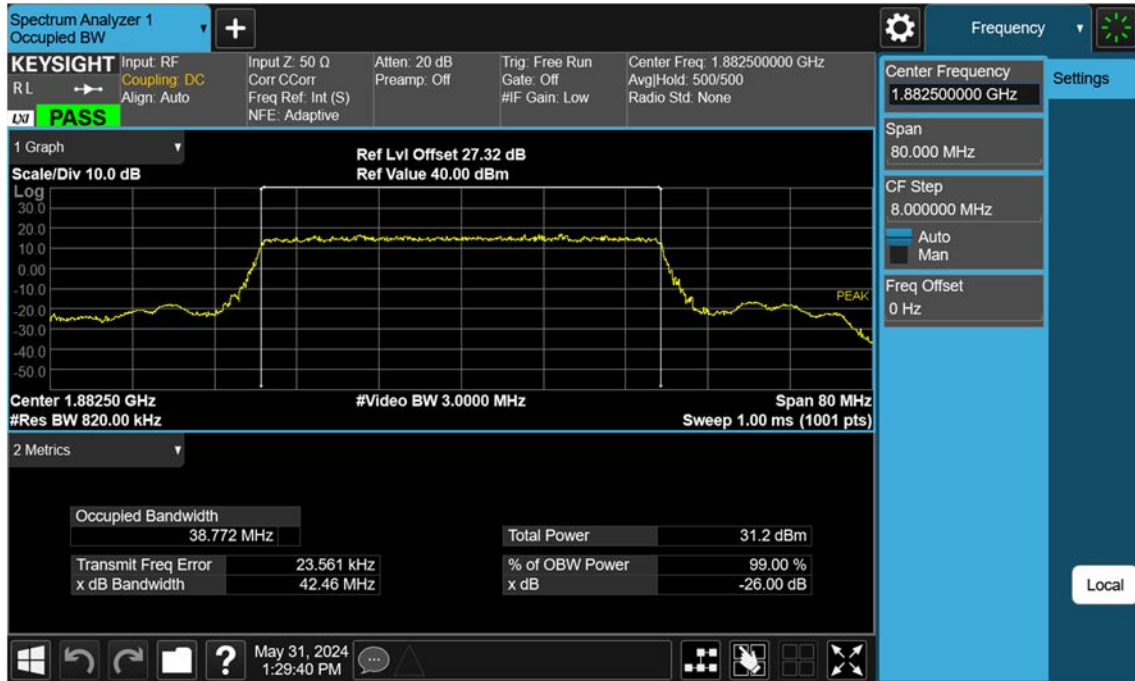 Spectrum Analyzer 1
Occupied BW
+
Frequency
KEYSIGHT
R L
LXI PASS
Input: RF
Coupling: DC
Align: Auto
Input Z: 50 Ω
Corr CCorr
Freq Ref: Int (S)
NFE: Adaptive
Atten: 20 dB
Preamp: Off
Trig: Free Run
Gate: Off
#IF Gain: Low
Center Freq: 1.882500000 GHz
Avg|Hold: 500/500
Radio Std: None
1 Graph
Scale/Div 10.0 dB
Ref Lvl Offset 27.32 dB
Ref Value 40.00 dBm
Log
30.0
20.0
10.0
0.00
-10.0
-20.0
-30.0
-40.0
-50.0
PEAK
Center 1.88250 GHz
#Video BW 3.0000 MHz
Span 80 MHz
#Res BW 820.00 kHz
Sweep 1.00 ms (1001 pts)
2 Metrics
Occupied Bandwidth
38.772 MHz
Total Power 31.2 dBm
Transmit Freq Error 23.561 kHz
% of OBW Power 99.00 %
x dB Bandwidth 42.46 MHz
x dB -26.00 dB
Center Frequency
1.882500000 GHz
Settings
Span
80.000 MHz
CF Step
8.000000 MHz
Auto
Man
Freq Offset
0 Hz
Local
?
May 31, 2024
1:29:40 PM